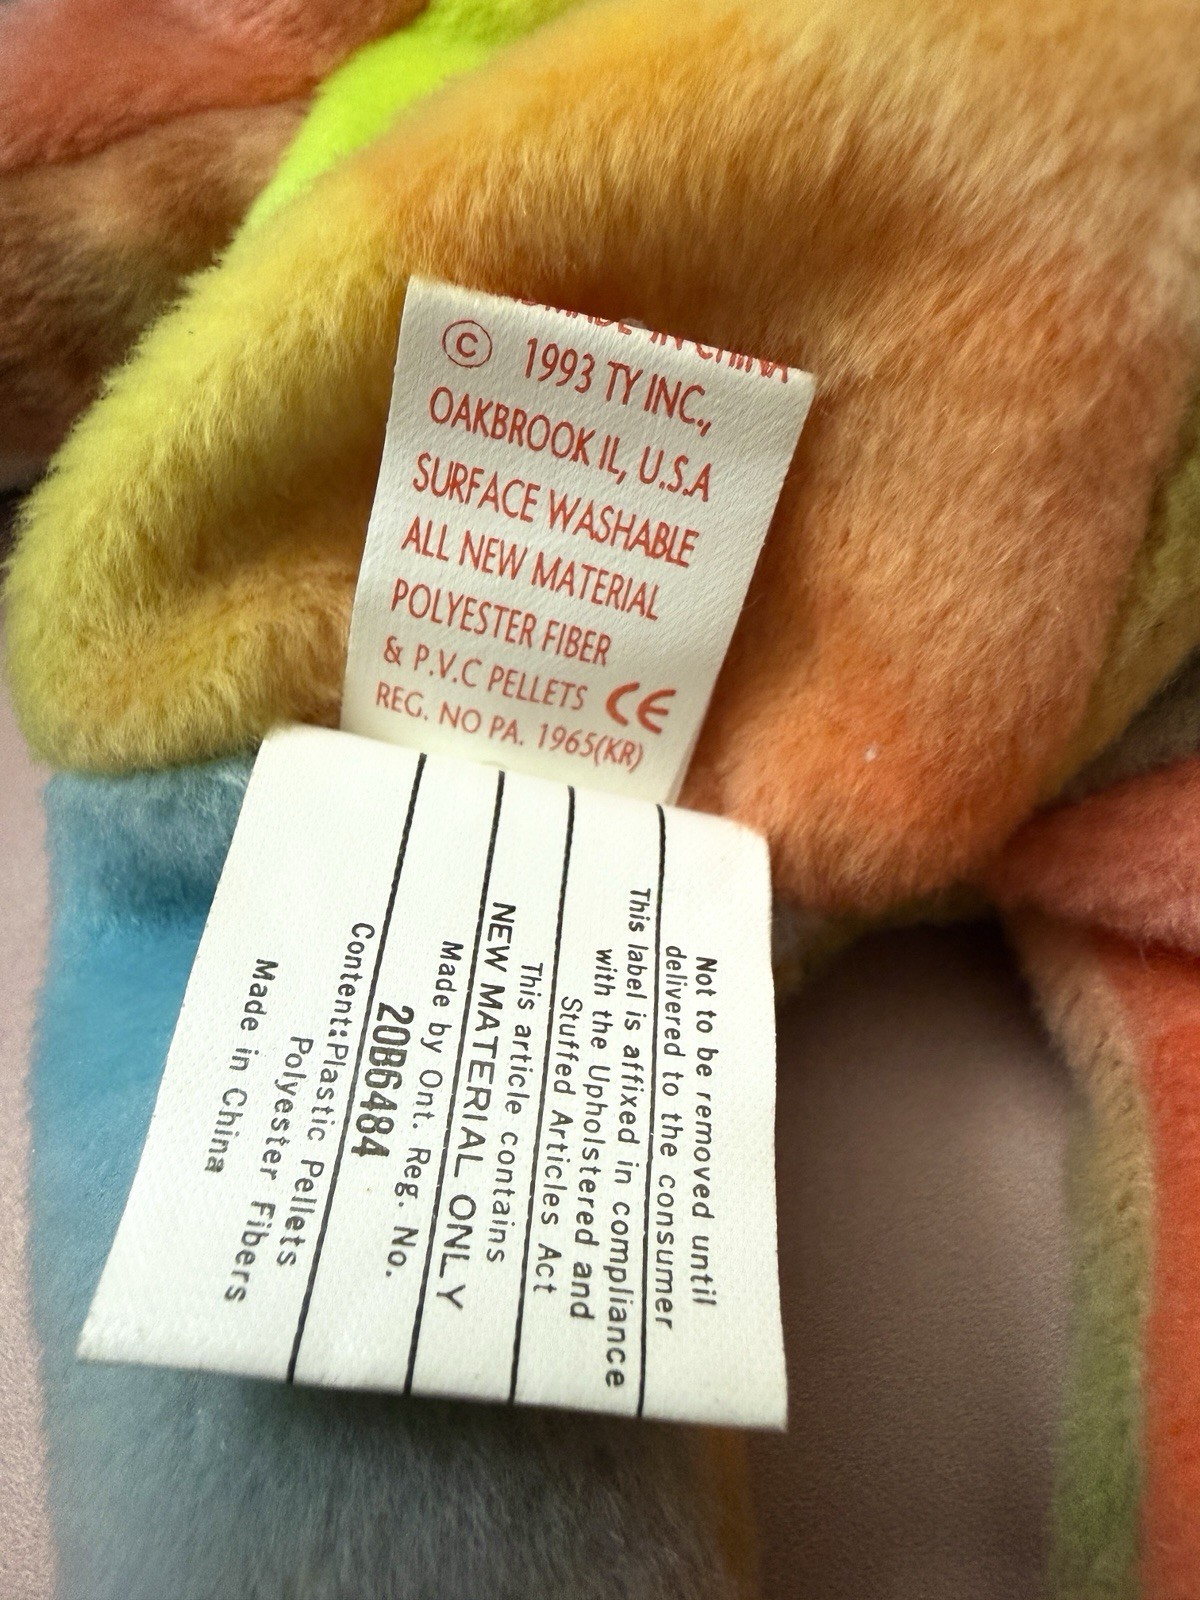 MADE IN CHINA
© 1993 TY INC.,
OAKBROOK IL, U.S.A
SURFACE WASHABLE
ALL NEW MATERIAL
POLYESTER FIBER
& P.V.C PELLETS CE
REG. NO PA. 1965(KR)
Not to be removed until
delivered to the consumer
This label is affixed in compliance
with the Upholstered and
Stuffed Articles Act
This article contains
NEW MATERIAL ONLY
Made by Ont. Reg. No.
20B6484
Content:Plastic Pellets
Polyester Fibers
Made in China